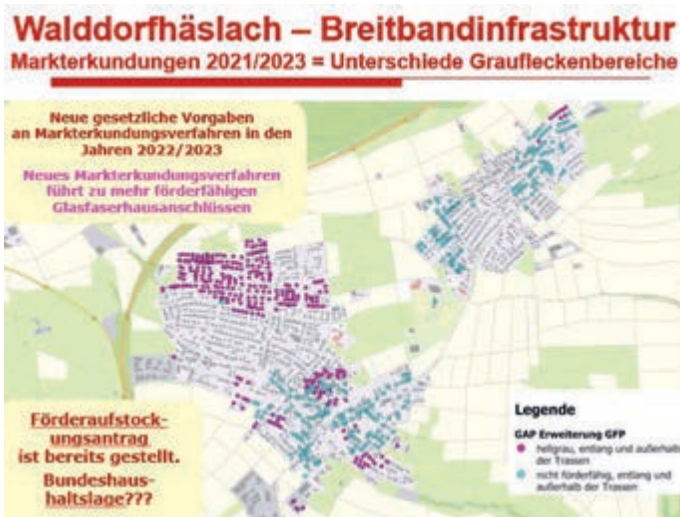 Walddorfhäslach – Breitbandinfrastruktur
Markterkundungen 2021/2023 = Unterschiede Graufleckenbereiche
Neue gesetzliche Vorgaben
an Markterkundungsverfahren in den
Jahren 2022/2023
Neues Markterkundungsverfahren
führt zu mehr förderfähigen
Glasfaserhausanschlüssen
Förderaufstock-
ungsantrag
ist bereits gestellt.
Bundeshaus-
haltslage???
Legende
GAP Erweiterung GFP
hellgrau, entlang und außerhalb
der Trassen
nicht förderfähig, entlang und
außerhalb der Trassen